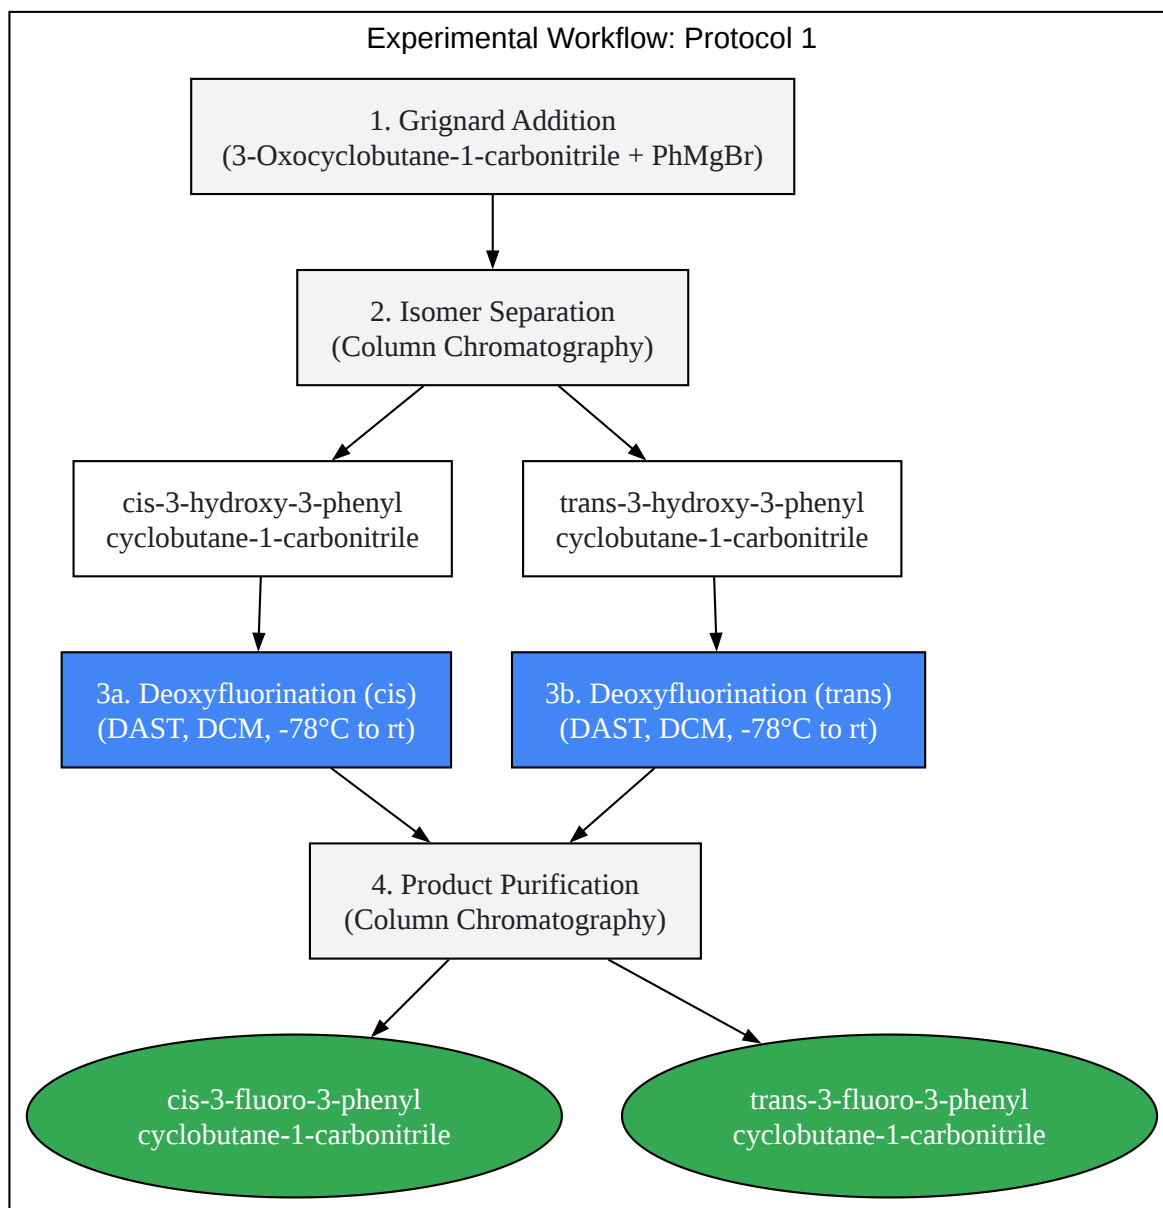 Experimental Workflow: Protocol 1
1. Grignard Addition
(3-Oxocyclobutane-1-carbonitrile + PhMgBr)
2. Isomer Separation
(Column Chromatography)
cis-3-hydroxy-3-phenyl
cyclobutane-1-carbonitrile
trans-3-hydroxy-3-phenyl
cyclobutane-1-carbonitrile
3a. Deoxyfluorination (cis)
(DAST, DCM, -78°C to rt)
3b. Deoxyfluorination (trans)
(DAST, DCM, -78°C to rt)
4. Product Purification
(Column Chromatography)
cis-3-fluoro-3-phenyl
cyclobutane-1-carbonitrile
trans-3-fluoro-3-phenyl
cyclobutane-1-carbonitrile